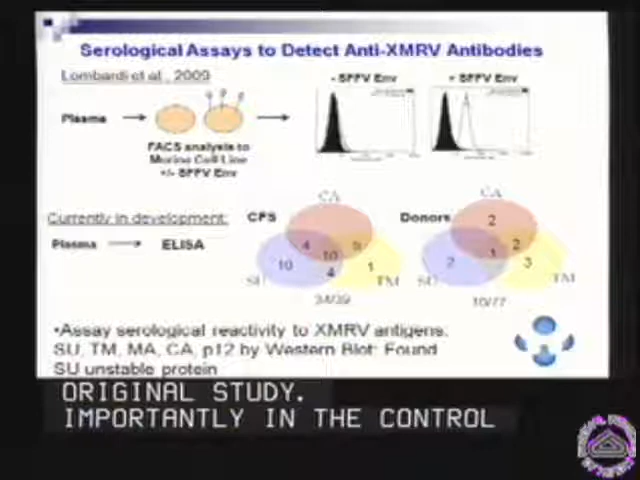 Serological Assays to Detect Anti-XMRV Antibodies
Lombardi et al., 2009
- SFFV Env
+ SFFV Env
Plasma
FACS analysis to
Murine Cell Line
+/- SFFV Env
Currently in development:
CFS
CA
Donors
CA
Plasma
ELISA
4
10
10
4
1
SU
TM
34/39
2
2
1
2
3
SU
TM
10/77
•Assay serological reactivity to XMRV antigens:
SU, TM, MA, CA, p12 by Western Blot: Found
SU unstable protein
ORIGINAL STUDY.
IMPORTANTLY IN THE CONTROL